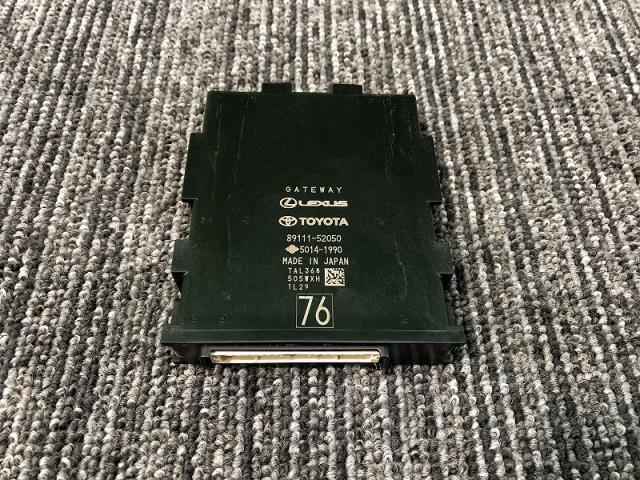 GATEWAY
LEXUS
TOYOTA
89111-52050
5014-1990
MADE IN JAPAN
TAL368
505WXH
1L29
76